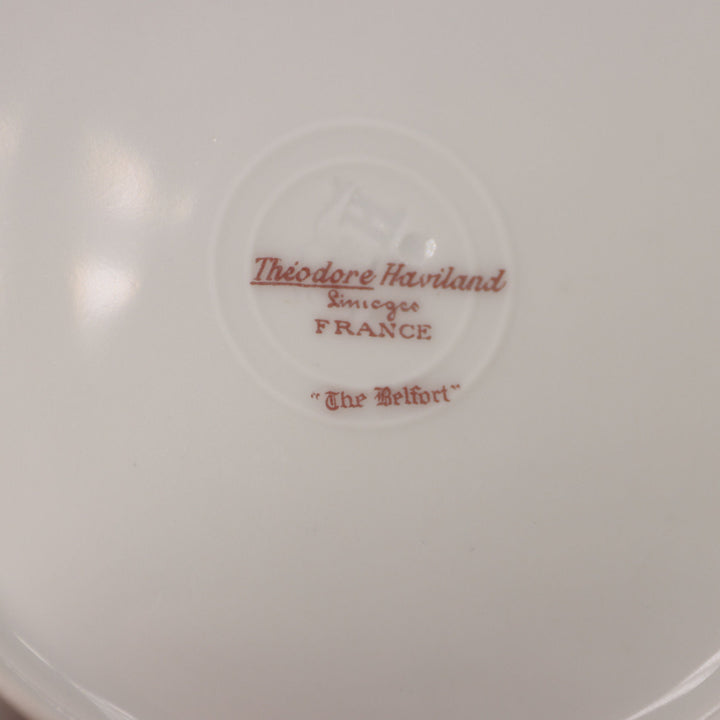 Théodore Haviland
Limoges
FRANCE
"The Belfort"